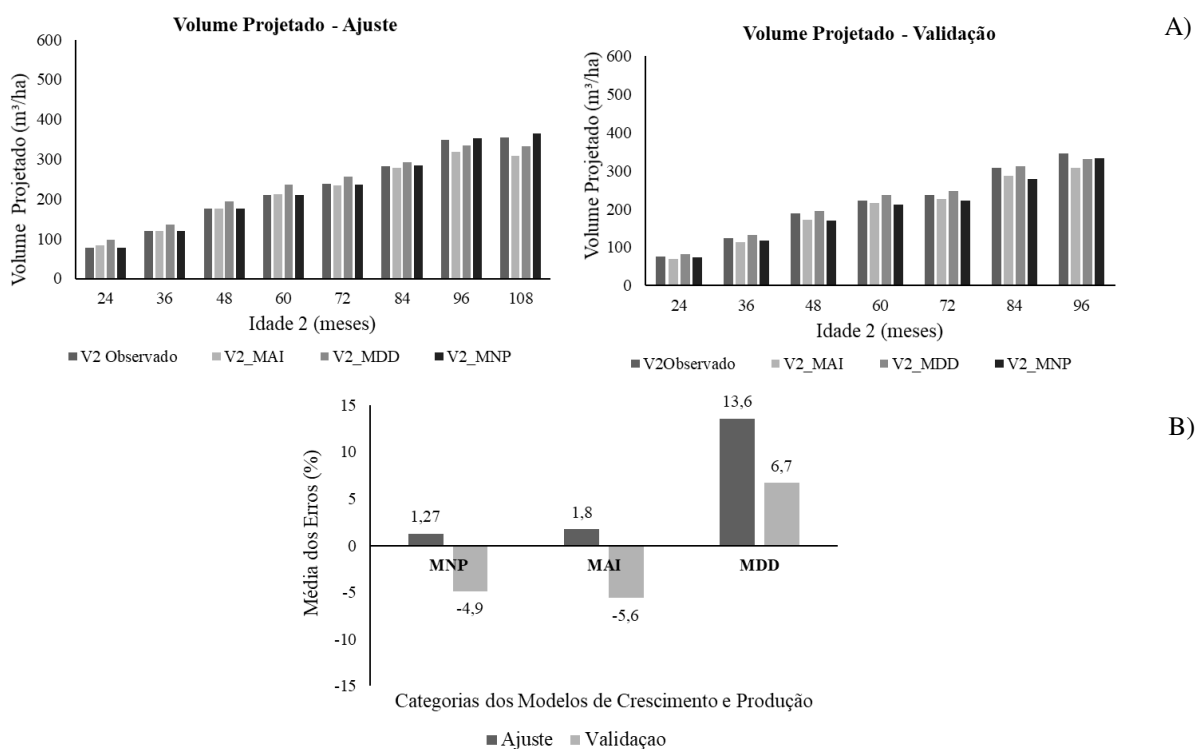 A)
Volume Projetado - Ajuste
Volume Projetado (m³/ha)
600
500
400
300
200
100
0
24 36 48 60 72 84 96 108
Idade 2 (meses)
V2 Observado V2_MAI V2_MDD V2_MNP
Volume Projetado - Validação
Volume Projetado (m³/ha)
600
500
400
300
200
100
0
24 36 48 60 72 84 96
Idade 2 (meses)
V2Observado V2_MAI V2_MDD V2_MNP
B)
Média dos Erros (%)
15
10
5
0
-5
-10
-15
1,27
-4,9
1,8
-5,6
13,6
6,7
MNP MAI MDD
Categorias dos Modelos de Crescimento e Produção
Ajuste Validaçao